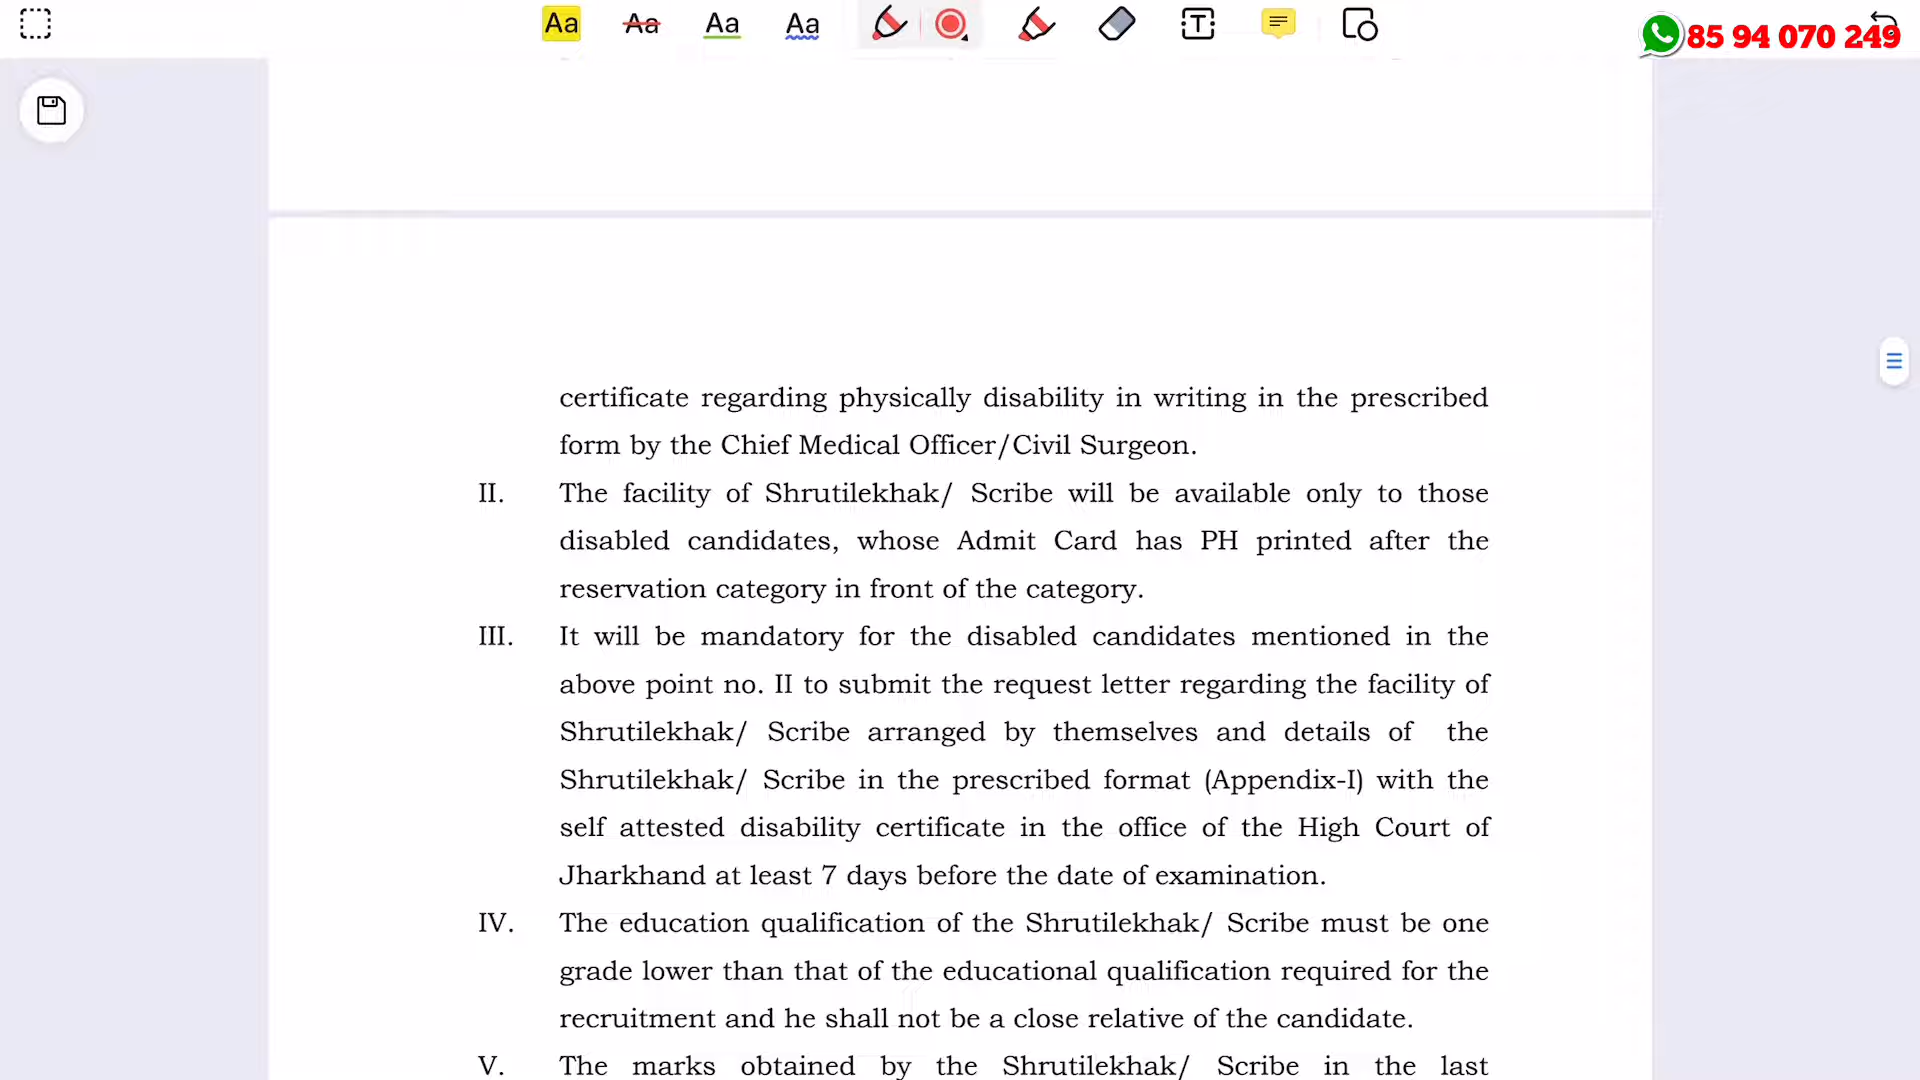 Aa Aa Aa Aa T
85 94 070 249
certificate regarding physically disability in writing in the prescribed
form by the Chief Medical Officer/Civil Surgeon.
II. The facility of Shrutilekhak/ Scribe will be available only to those
disabled candidates, whose Admit Card has PH printed after the
reservation category in front of the category.
III. It will be mandatory for the disabled candidates mentioned in the
above point no. II to submit the request letter regarding the facility of
Shrutilekhak/ Scribe arranged by themselves and details of the
Shrutilekhak/ Scribe in the prescribed format (Appendix-I) with the
self attested disability certificate in the office of the High Court of
Jharkhand at least 7 days before the date of examination.
IV. The education qualification of the Shrutilekhak/ Scribe must be one
grade lower than that of the educational qualification required for the
recruitment and he shall not be a close relative of the candidate.
V. The marks obtained by the Shrutilekhak/ Scribe in the last